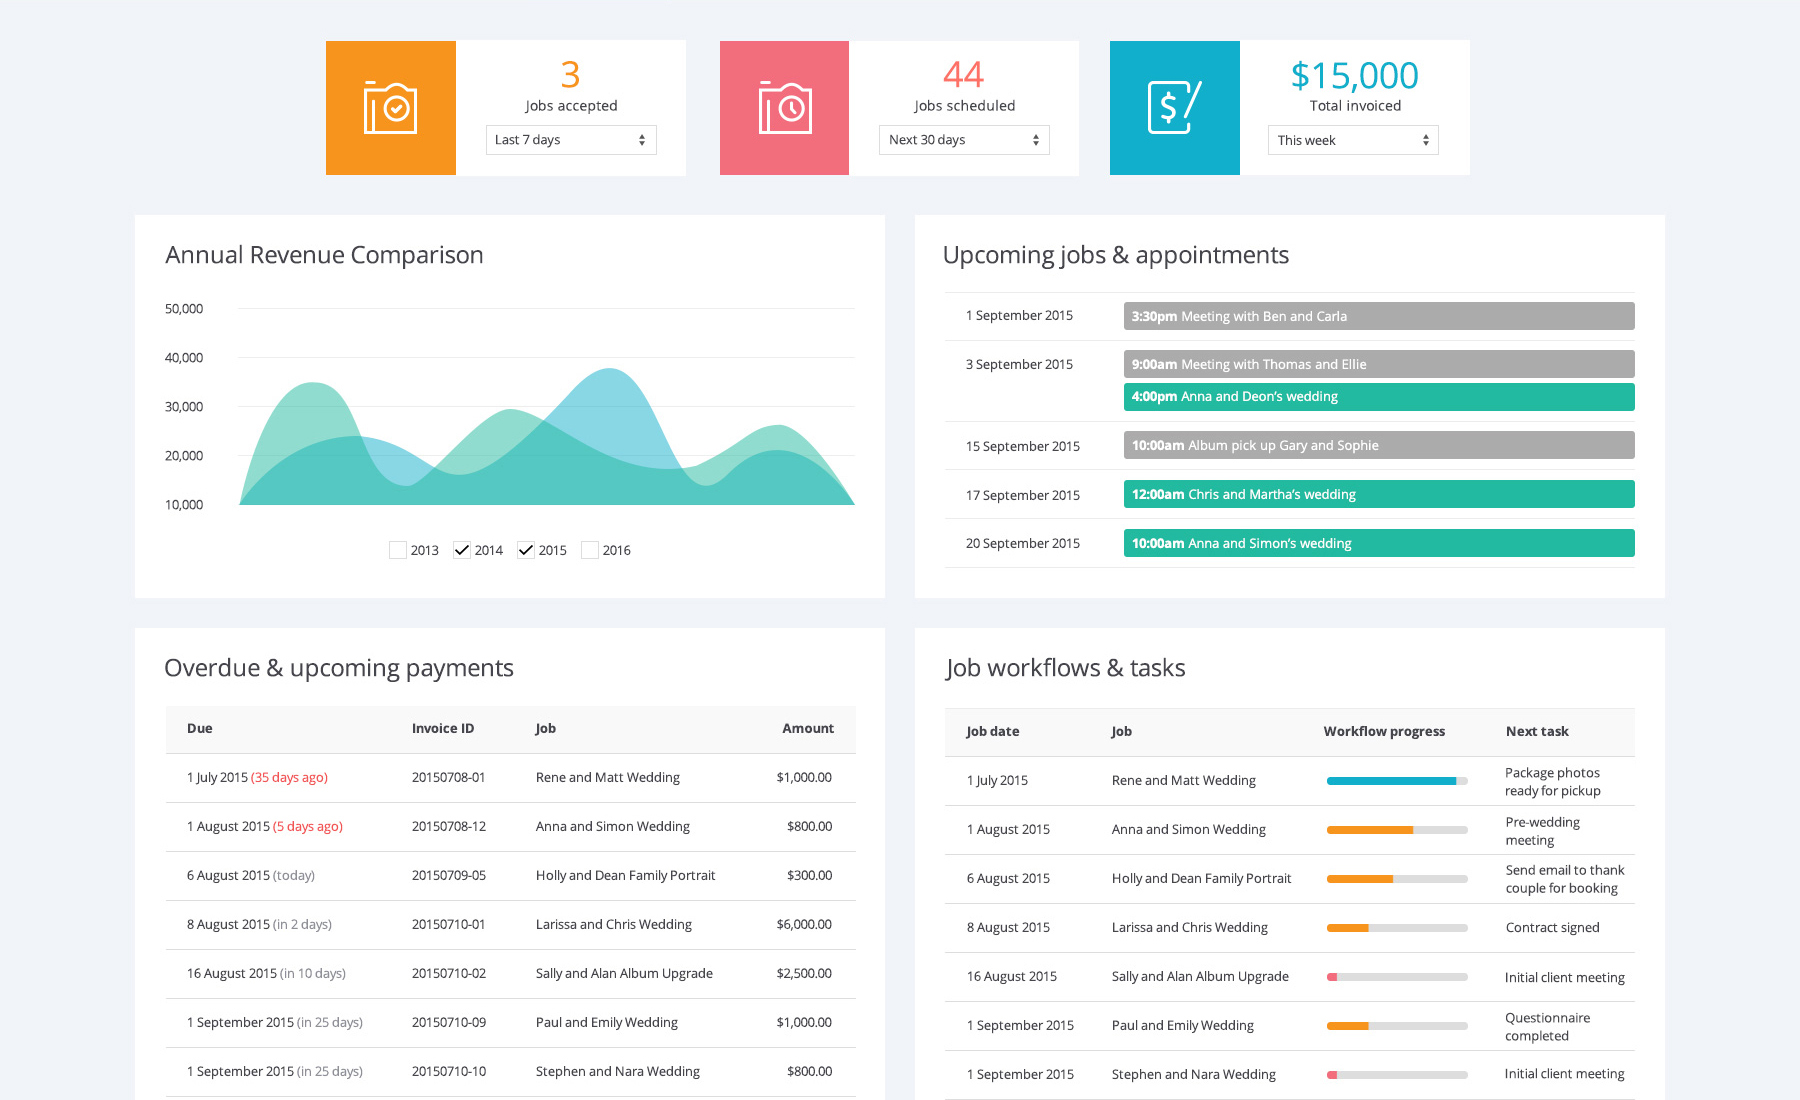 3
Jobs accepted
Last 7 days
44
Jobs scheduled
Next 30 days
$15,000
Total invoiced
This week
Annual Revenue Comparison
50,000
40,000
30,000
20,000
10,000
2013 2014 2015 2016
Upcoming jobs & appointments
1 September 2015 3:30pm Meeting with Ben and Carla
3 September 2015 9:00am Meeting with Thomas and Ellie
4:00pm Anna and Deon's wedding
15 September 2015 10:00am Album pick up Gary and Sophie
17 September 2015 12:00am Chris and Martha's wedding
20 September 2015 10:00am Anna and Simon's wedding
Overdue & upcoming payments
Due Invoice ID Job Amount
1 July 2015 (35 days ago) 20150708-01 Rene and Matt Wedding $1,000.00
1 August 2015 (5 days ago) 20150708-12 Anna and Simon Wedding $800.00
6 August 2015 (today) 20150709-05 Holly and Dean Family Portrait $300.00
8 August 2015 (in 2 days) 20150710-01 Larissa and Chris Wedding $6,000.00
16 August 2015 (in 10 days) 20150710-02 Sally and Alan Album Upgrade $2,500.00
1 September 2015 (in 25 days) 20150710-09 Paul and Emily Wedding $1,000.00
1 September 2015 (in 25 days) 20150710-10 Stephen and Nara Wedding $800.00
Job workflows & tasks
Job date Job Workflow progress Next task
1 July 2015 Rene and Matt Wedding Package photos
ready for pickup
1 August 2015 Anna and Simon Wedding Pre-wedding
meeting
6 August 2015 Holly and Dean Family Portrait Send email to thank
couple for booking
8 August 2015 Larissa and Chris Wedding Contract signed
16 August 2015 Sally and Alan Album Upgrade Initial client meeting
1 September 2015 Paul and Emily Wedding Questionnaire
completed
1 September 2015 Stephen and Nara Wedding Initial client meeting